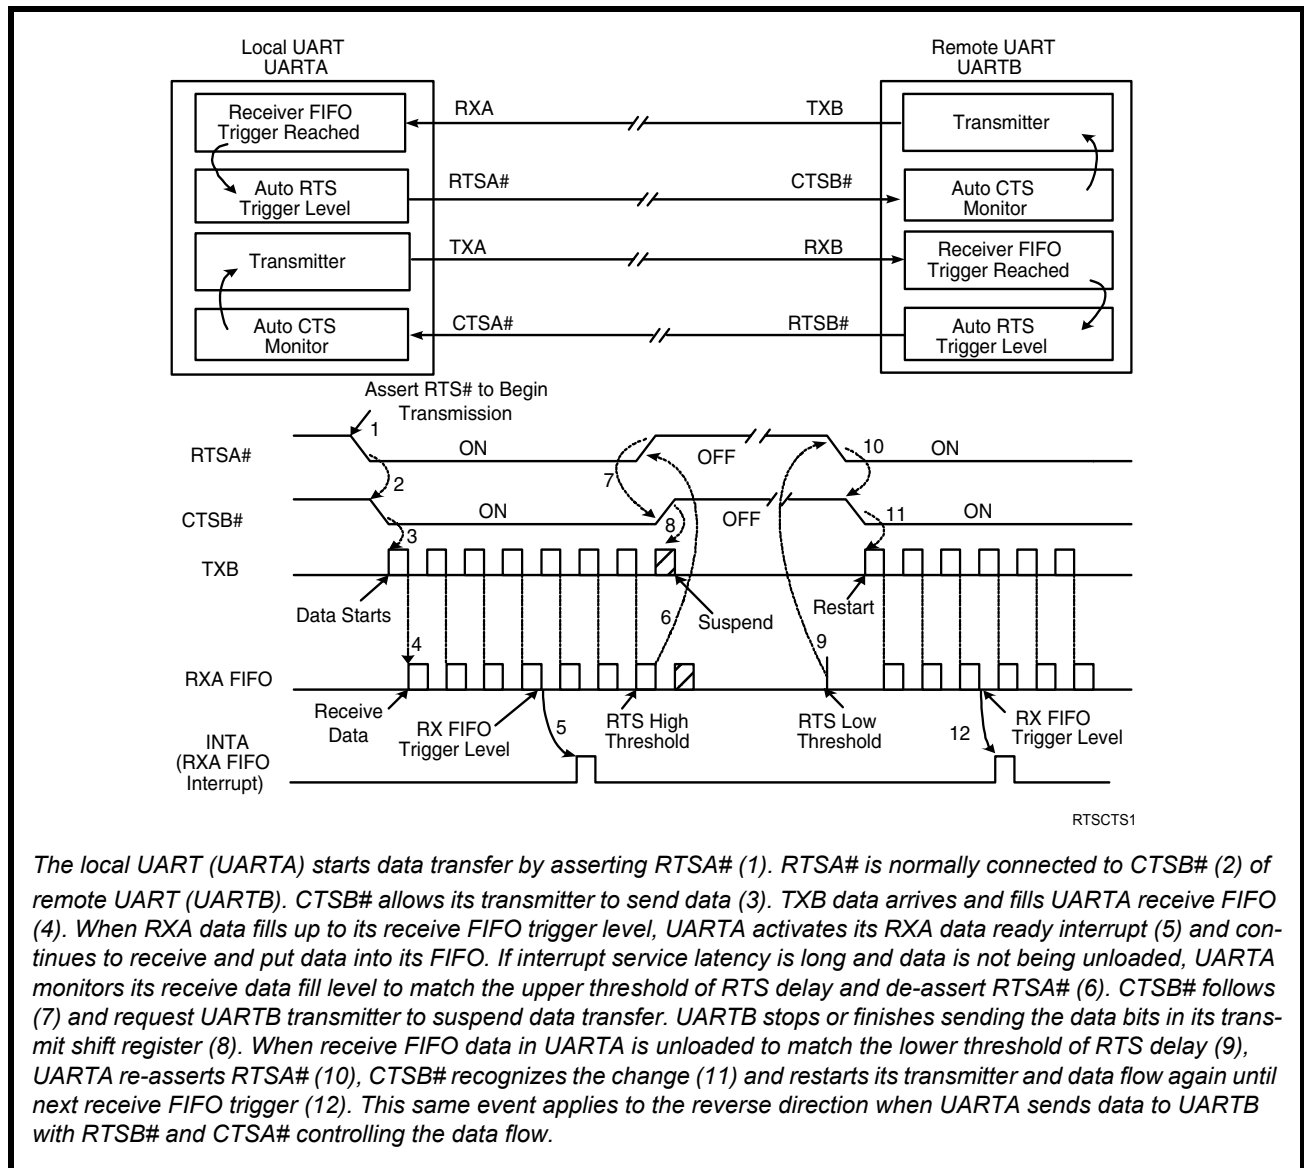 Local UART
UARTA
Remote UART
UARTB
Receiver FIFO
Trigger Reached
RXA
TXB
Transmitter
Auto RTS
Trigger Level
RTSA#
CTSB#
Auto CTS
Monitor
Transmitter
TXA
RXB
Receiver FIFO
Trigger Reached
Auto CTS
Monitor
CTSA#
RTSB#
Auto RTS
Trigger Level
Assert RTS# to Begin
Transmission
1
RTSA#
ON
7
OFF
10
ON
2
CTSB#
ON
8
OFF
11
ON
3
TXB
Data Starts
6
Suspend
Restart
4
9
RXA FIFO
Receive
Data
RX FIFO
Trigger Level
5
RTS High
Threshold
RTS Low
Threshold
12
RX FIFO
Trigger Level
INTA
(RXA FIFO
Interrupt)
RTSCTS1
The local UART (UARTA) starts data transfer by asserting RTSA# (1). RTSA# is normally connected to CTSB# (2) of
remote UART (UARTB). CTSB# allows its transmitter to send data (3). TXB data arrives and fills UARTA receive FIFO
(4). When RXA data fills up to its receive FIFO trigger level, UARTA activates its RXA data ready interrupt (5) and con-
tinues to receive and put data into its FIFO. If interrupt service latency is long and data is not being unloaded, UARTA
monitors its receive data fill level to match the upper threshold of RTS delay and de-assert RTSA# (6). CTSB# follows
(7) and request UARTB transmitter to suspend data transfer. UARTB stops or finishes sending the data bits in its trans-
mit shift register (8). When receive FIFO data in UARTA is unloaded to match the lower threshold of RTS delay (9),
UARTA re-asserts RTSA# (10), CTSB# recognizes the change (11) and restarts its transmitter and data flow again until
next receive FIFO trigger (12). This same event applies to the reverse direction when UARTA sends data to UARTB
with RTSB# and CTSA# controlling the data flow.